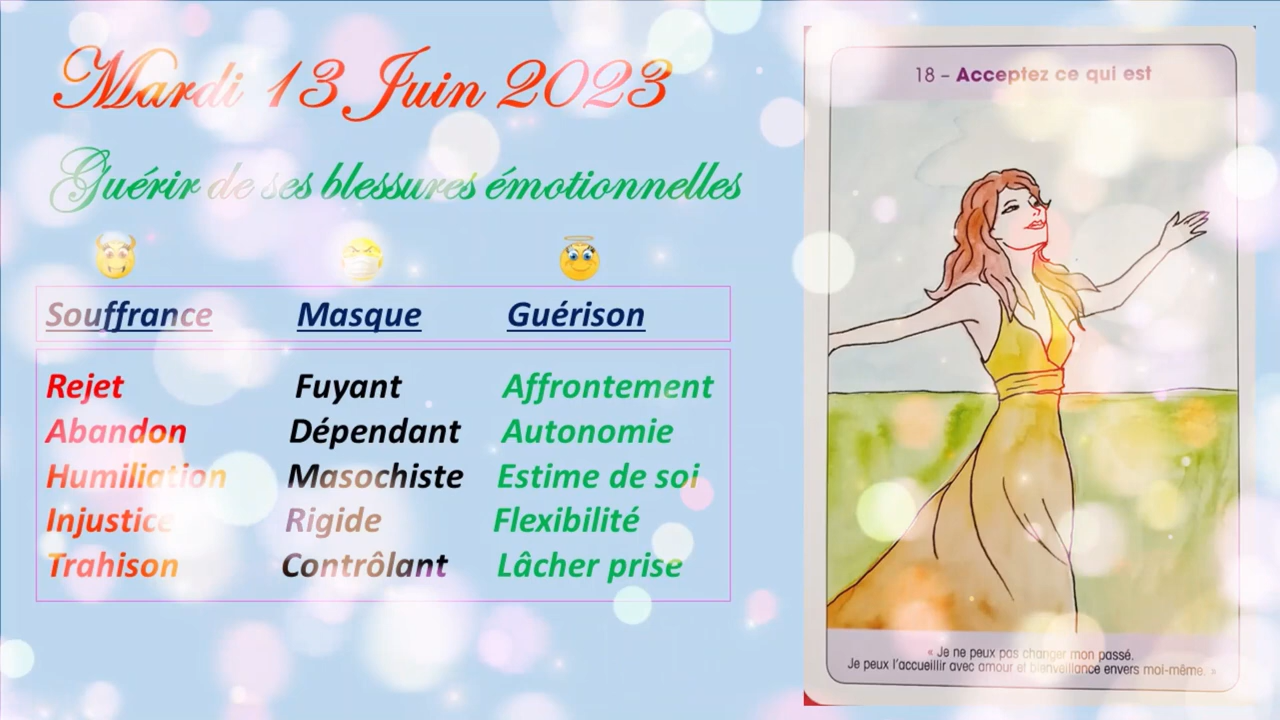 Mardi 13 Juin 2023
Guérir de ses blessures émotionnelles
Souffrance Masque Guérison
Rejet Fuyant Affrontement
Abandon Dépendant Autonomie
Humiliation Masochiste Estime de soi
Injustice Rigide Flexibilité
Trahison Contrôlant Lâcher prise
18 – Acceptez ce qui est
« Je ne peux pas changer mon passé.
Je peux l'accueillir avec amour et bienveillance envers moi-même. »